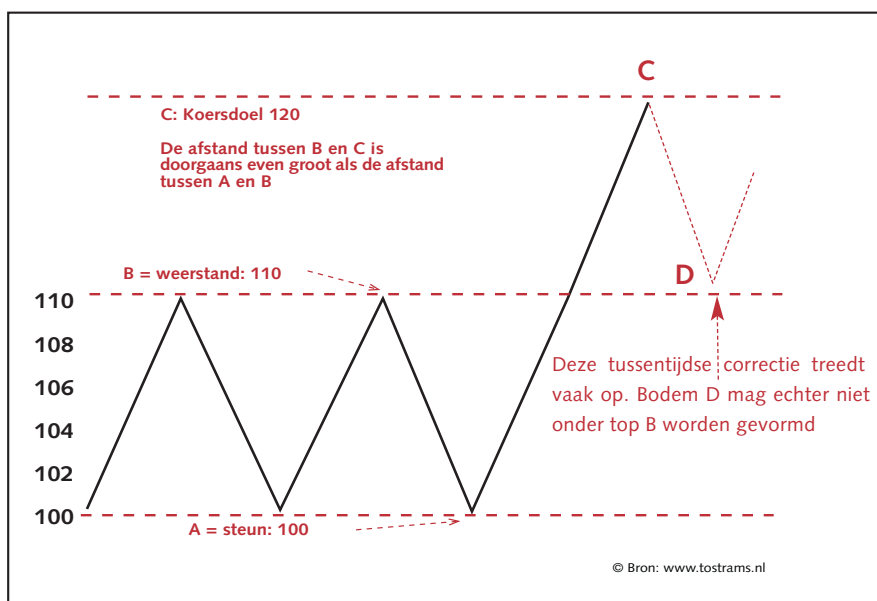 C
C: Koersdoel 120
De afstand tussen B en C is
doorgaans even groot als de afstand
tussen A en B
B = weerstand: 110
D
110
108
106
104
102
100
Deze tussentijdse correctie treedt
vaak op. Bodem D mag echter niet
onder top B worden gevormd
A = steun: 100
© Bron: www.tostrams.nl